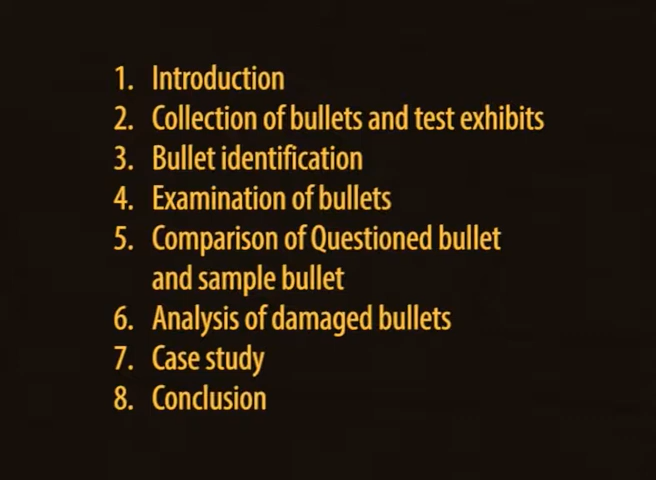 1. Introduction
2. Collection of bullets and test exhibits
3. Bullet identification
4. Examination of bullets
5. Comparison of Questioned bullet
and sample bullet
6. Analysis of damaged bullets
7. Case study
8. Conclusion